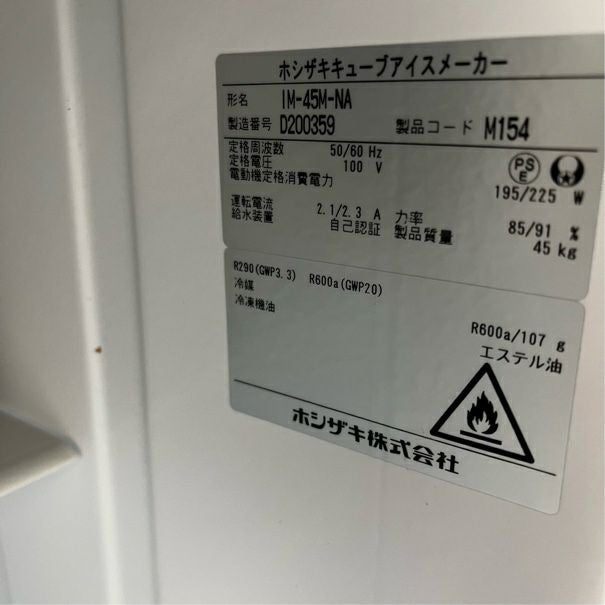 ホシザキキューブアイスメーカー
形名 IM-45M-NA
製造番号 D200359 製品コード M154
定格周波数 50/60 Hz
定格電圧 100 V
電動機定格消費電力 195/225 W
PSE
運転電流 2.1/2.3 A 力率 85/91 %
給水装置 自己認証 製品質量 45 kg
R290(GWP3.3) R600a(GWP20)
冷媒 R600a/107 g
冷凍機油 エステル油
ホシザキ株式会社